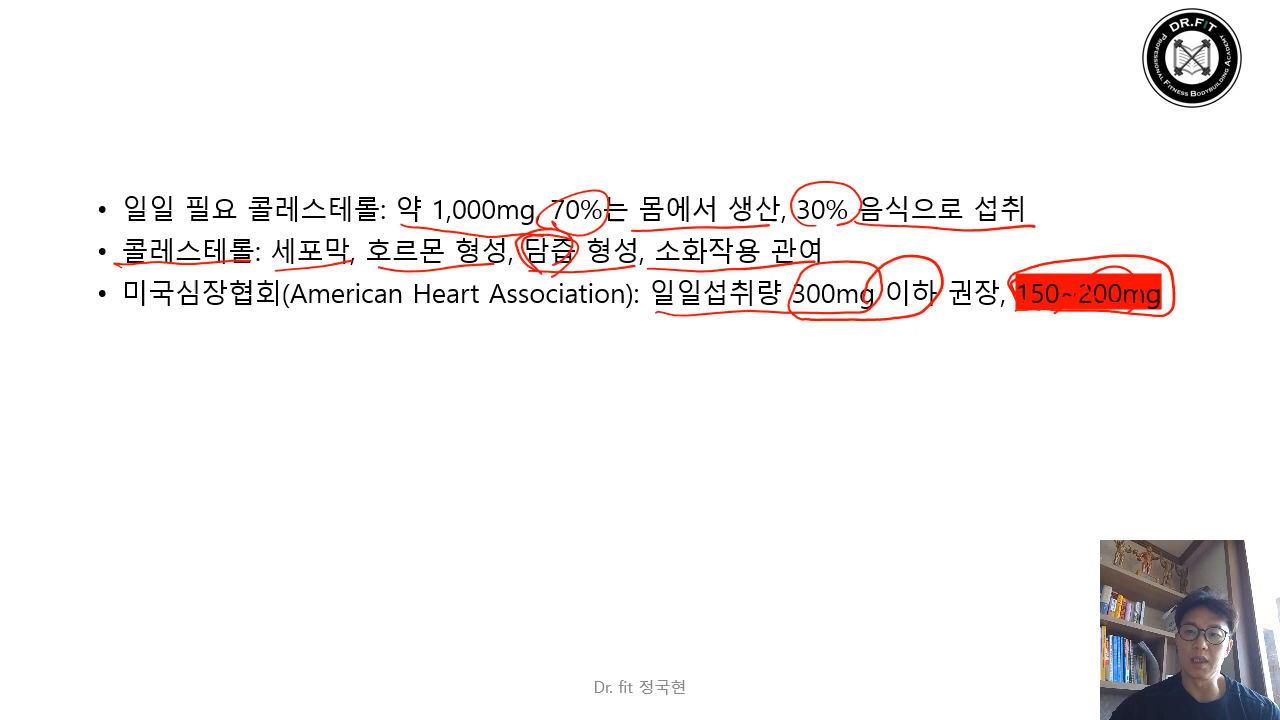 DR.FIT
PROFESSIONAL FITNESS BODYBUILDING ACADEMY
• 일일 필요 콜레스테롤: 약 1,000mg, 70%는 몸에서 생산, 30% 음식으로 섭취
• 콜레스테롤: 세포막, 호르몬 형성, 담즙 형성, 소화작용 관여
• 미국심장협회(American Heart Association): 일일섭취량 300mg 이하 권장, 150~200mg
Dr. fit 정국현